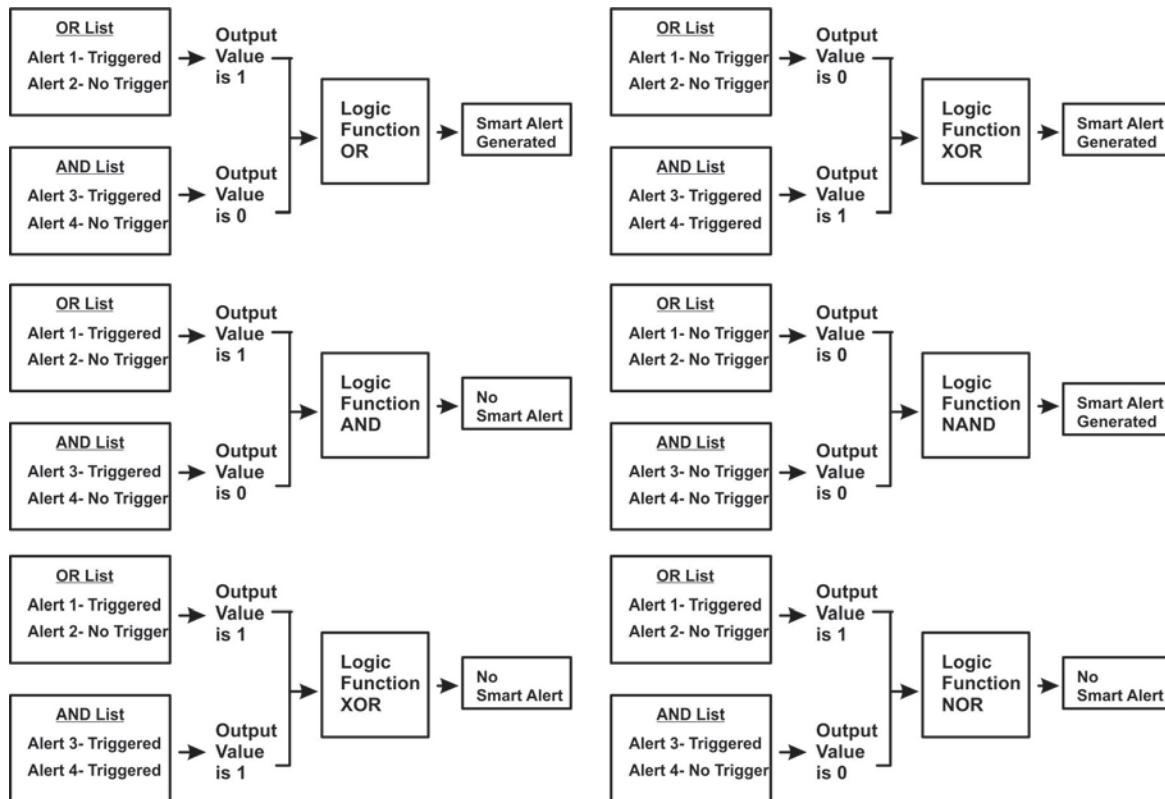 OR List
Alert 1- Triggered
Alert 2- No Trigger
Output
Value
is 1
AND List
Alert 3- Triggered
Alert 4- No Trigger
Output
Value
is 0
Logic
Function
OR
Smart Alert
Generated
OR List
Alert 1- No Trigger
Alert 2- No Trigger
Output
Value
is 0
AND List
Alert 3- Triggered
Alert 4- Triggered
Output
Value
is 1
Logic
Function
XOR
Smart Alert
Generated
OR List
Alert 1- Triggered
Alert 2- No Trigger
Output
Value
is 1
AND List
Alert 3- Triggered
Alert 4- No Trigger
Output
Value
is 0
Logic
Function
AND
No
Smart Alert
OR List
Alert 1- No Trigger
Alert 2- No Trigger
Output
Value
is 0
AND List
Alert 3- No Trigger
Alert 4- No Trigger
Output
Value
is 0
Logic
Function
NAND
Smart Alert
Generated
OR List
Alert 1- Triggered
Alert 2- No Trigger
Output
Value
is 1
AND List
Alert 3- Triggered
Alert 4- Triggered
Output
Value
is 1
Logic
Function
XOR
No
Smart Alert
OR List
Alert 1- Triggered
Alert 2- No Trigger
Output
Value
is 1
AND List
Alert 3- Triggered
Alert 4- No Trigger
Output
Value
is 0
Logic
Function
NOR
No
Smart Alert